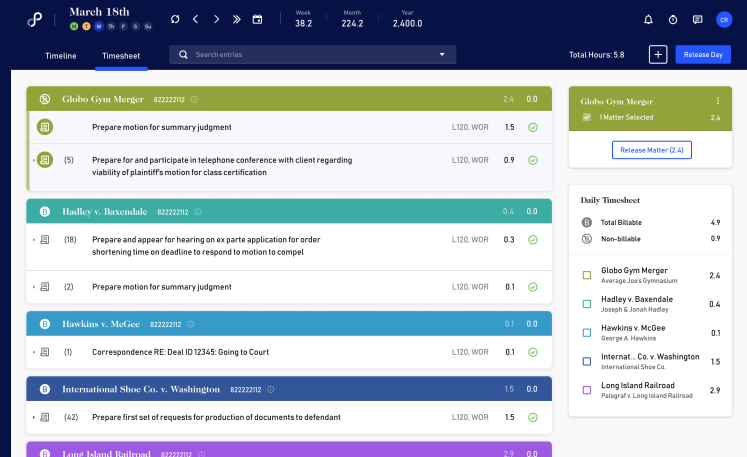 March 18th
M T W Th F S Su
Week
38.2
Month
224.2
Year
2,400.0
CR
Timeline
Timesheet
Search entries
Total Hours: 5.8
+
Release Day
Globo Gym Merger 822222112 2.4 0.0
Prepare motion for summary judgment L120, WOR 1.5
(5) Prepare for and participate in telephone conference with client regarding L120, WOR 0.9
viability of plaintiff's motion for class certification
B Hadley v. Baxendale 822222112 0.4 0.0
(18) Prepare and appear for hearing on ex parte application for order L120, WOR 0.3
shortening time on deadline to respond to motion to compel
(2) Prepare motion for summary judgment L120, WOR 0.1
B Hawkins v. McGee 822222112 0.1 0.0
(1) Correspondence RE: Deal ID 12345: Going to Court L120, WOR 0.1
B International Shoe Co. v. Washington 822222112 1.5 0.0
(42) Prepare first set of requests for production of documents to defendant L120, WOR 1.5
B Long Island Railroad 822222112 2.9 0.0
Globo Gym Merger
1 Matter Selected 2.4
Release Matter (2.4)
Daily Timesheet
B Total Billable 4.9
Non-billable 0.9
Globo Gym Merger 2.4
Average Joe's Gymnasium
Hadley v. Baxendale 0.4
Joseph & Jonah Hadley
Hawkins v. McGee 0.1
George A. Hawkins
Internat... Co. v. Washington 1.5
International Shoe Co.
Long Island Railroad 2.9
Palsgraf v. Long Island Railroad